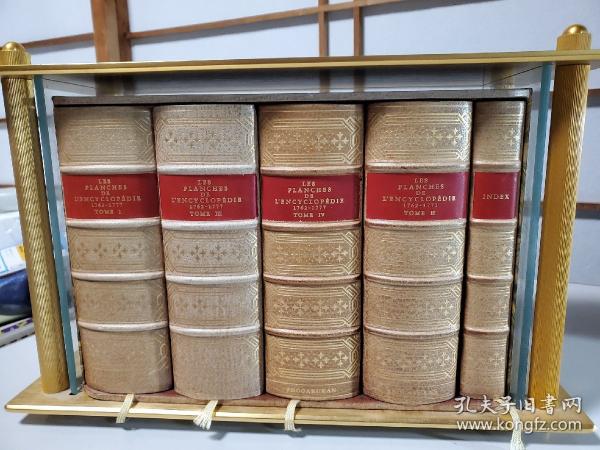 LES
PLANCHES
DE
L'ENCYCLOPÉDIE
1762-1777
TOME I
LES
PLANCHES
DE
L'ENCYCLOPÉDIE
1762-1777
TOME III
LES
PLANCHES
DE
L'ENCYCLOPÉDIE
1762-1777
TOME IV
SHOGAKUKAN
LES
PLANCHES
DE
L'ENCYCLOPÉDIE
1762-1777
TOME II
INDEX
孔夫子旧书网
www.kongfz.com